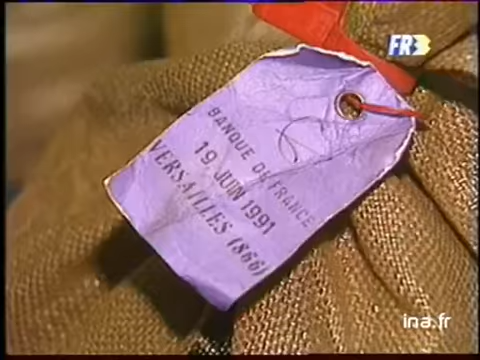 FR3
BANQUE DE FRANCE
19 JUIN 1991
VERSAILLES (866)
ina.fr